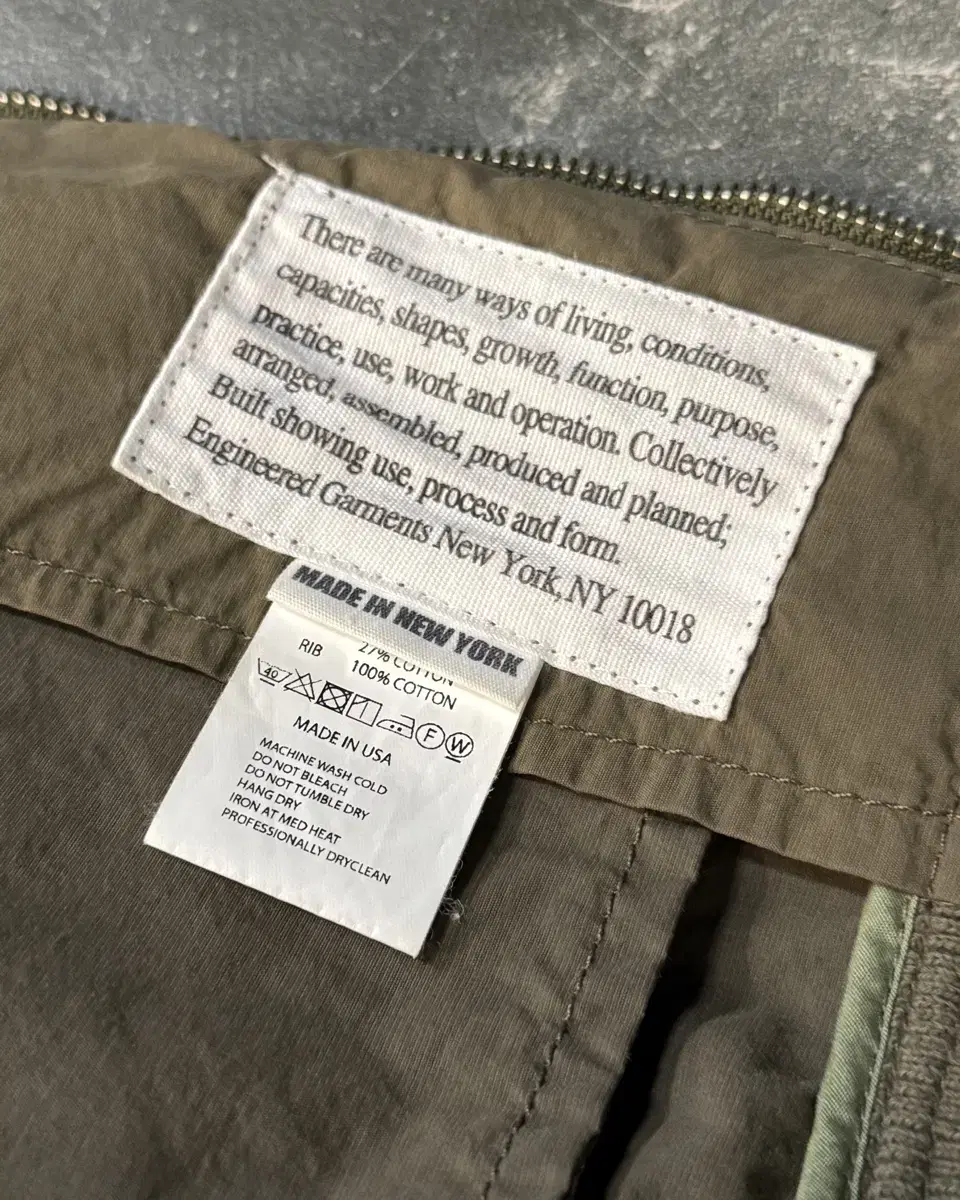 There are many ways of living, conditions,
capacities, shapes, growth, function, purpose,
practice, use, work and operation. Collectively
arranged, assembled, produced and planned;
Built showing use, process and form.
Engineered Garments New York, NY 10018
MADE IN NEW YORK
27% COTTON
RIB 100% COTTON
40 F W
MADE IN USA
MACHINE WASH COLD
DO NOT BLEACH
DO NOT TUMBLE DRY
HANG DRY
IRON AT MED HEAT
PROFESSIONALLY DRYCLEAN